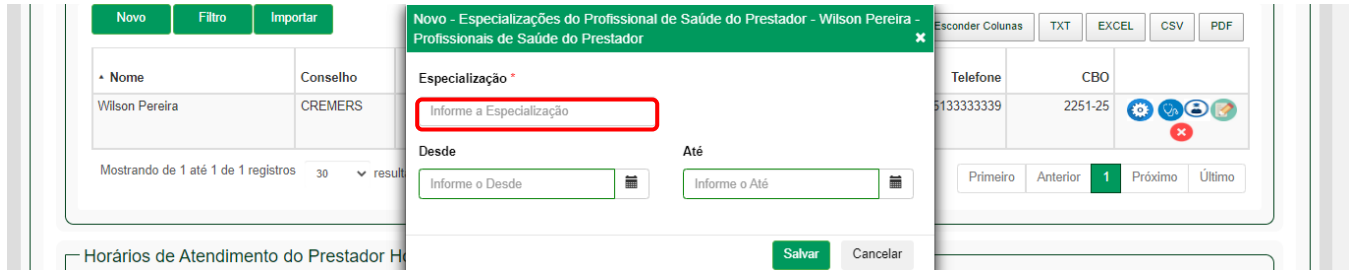 Novo
Filtro
Importar
Novo - Especializações do Profissional de Saúde do Prestador - Wilson Pereira -
Profissionais de Saúde do Prestador
Esconder Colunas
TXT
EXCEL
CSV
PDF
Nome
Conselho
Especialização *
Telefone
CBO
Wilson Pereira
CREMERS
Informe a Especialização
5133333339
2251-25
Desde
Até
Mostrando de 1 até 1 de 1 registros
30
Informe o Desde
Informe o Até
Primeiro
Anterior
1
Próximo
Último
Salvar
Cancelar
Horários de Atendimento do Prestador